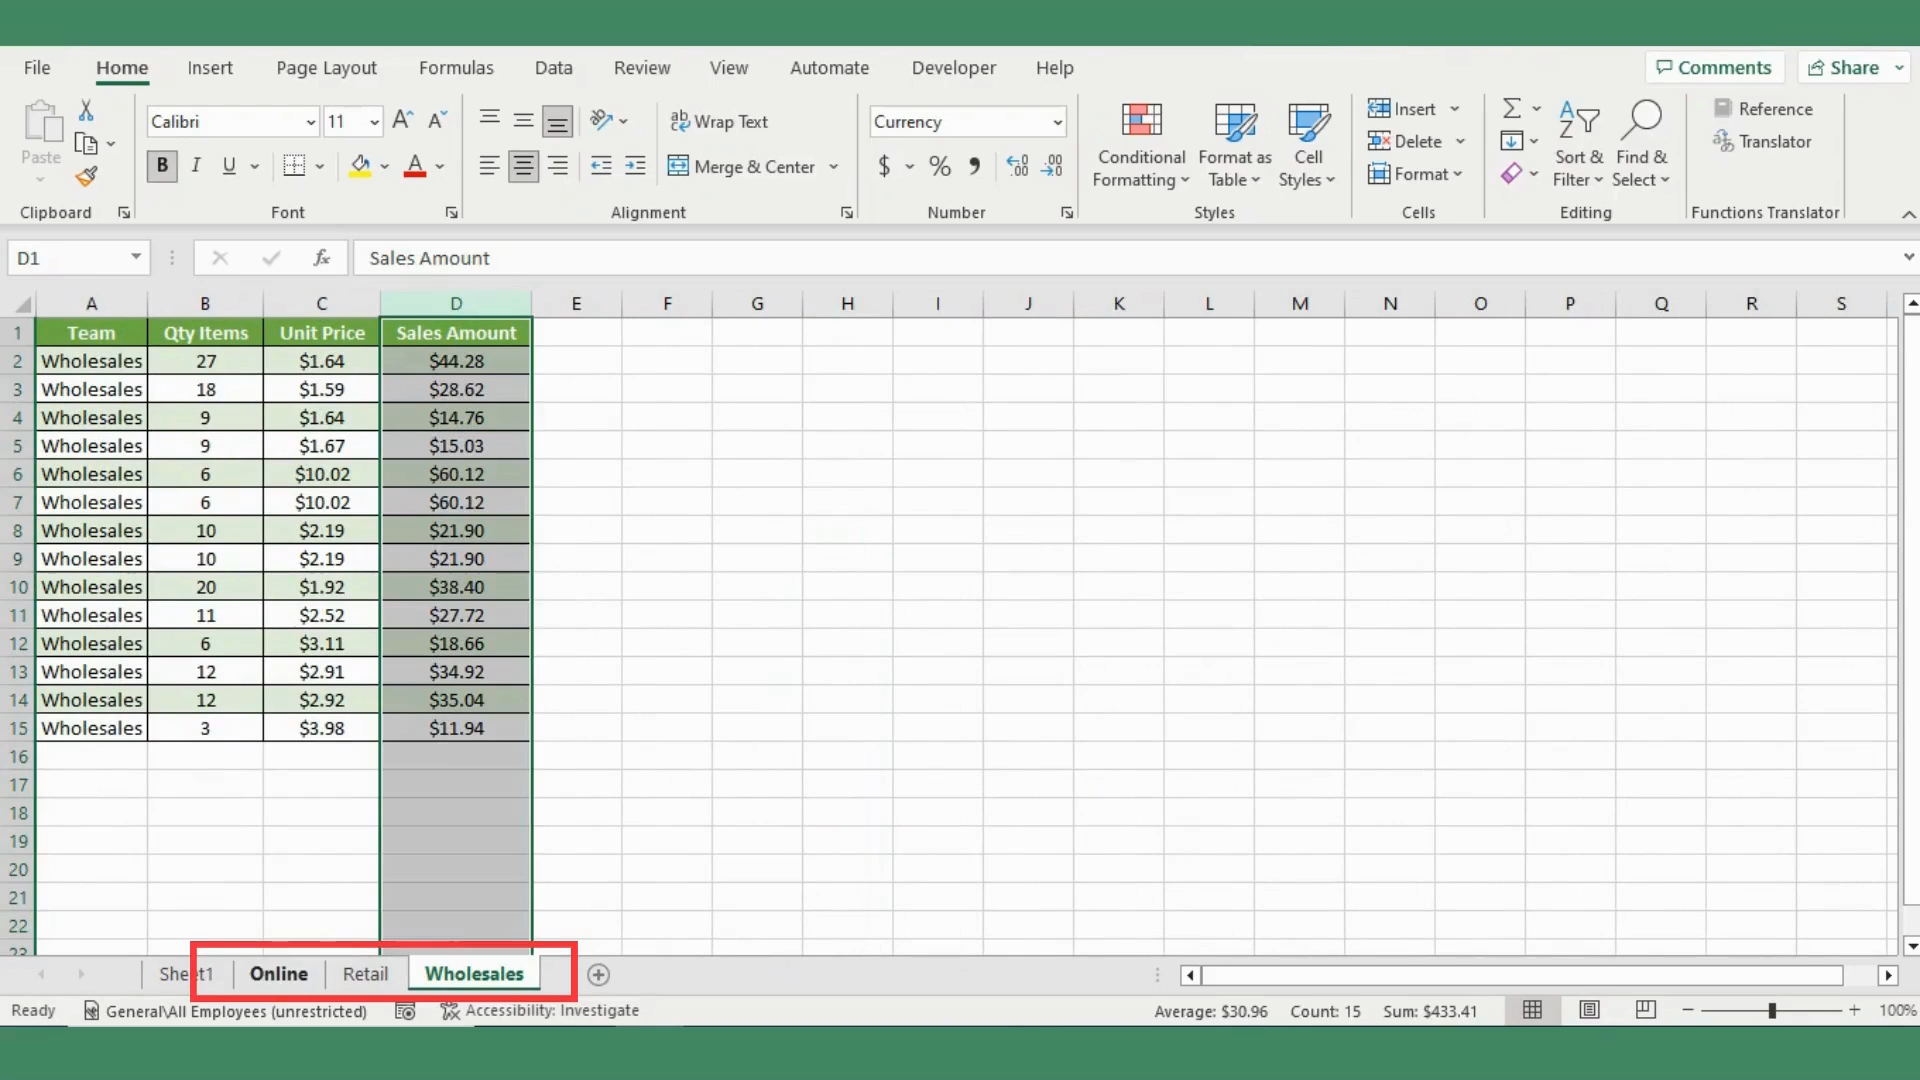 File Home Insert Page Layout Formulas Data Review View Automate Developer Help Comments Share
Calibri 11 A A Wrap Text Currency Insert Reference
Paste B I U A Merge & Center $ % , .00 .00 Conditional Formatting Format as Table Cell Styles Delete Format Sort & Filter Find & Select Translator
Clipboard Font Alignment Number Styles Cells Editing Functions Translator
D1 fx Sales Amount
A B C D E F G H I J K L M N O P Q R S
1 Team Qty Items Unit Price Sales Amount
2 Wholesales 27 $1.64 $44.28
3 Wholesales 18 $1.59 $28.62
4 Wholesales 9 $1.64 $14.76
5 Wholesales 9 $1.67 $15.03
6 Wholesales 6 $10.02 $60.12
7 Wholesales 6 $10.02 $60.12
8 Wholesales 10 $2.19 $21.90
9 Wholesales 10 $2.19 $21.90
10 Wholesales 20 $1.92 $38.40
11 Wholesales 11 $2.52 $27.72
12 Wholesales 6 $3.11 $18.66
13 Wholesales 12 $2.91 $34.92
14 Wholesales 12 $2.92 $35.04
15 Wholesales 3 $3.98 $11.94
16
17
18
19
20
21
22
23
Sheet1 Online Retail Wholesales
Ready General\All Employees (unrestricted) Accessibility: Investigate Average: $30.96 Count: 15 Sum: $433.41 100%